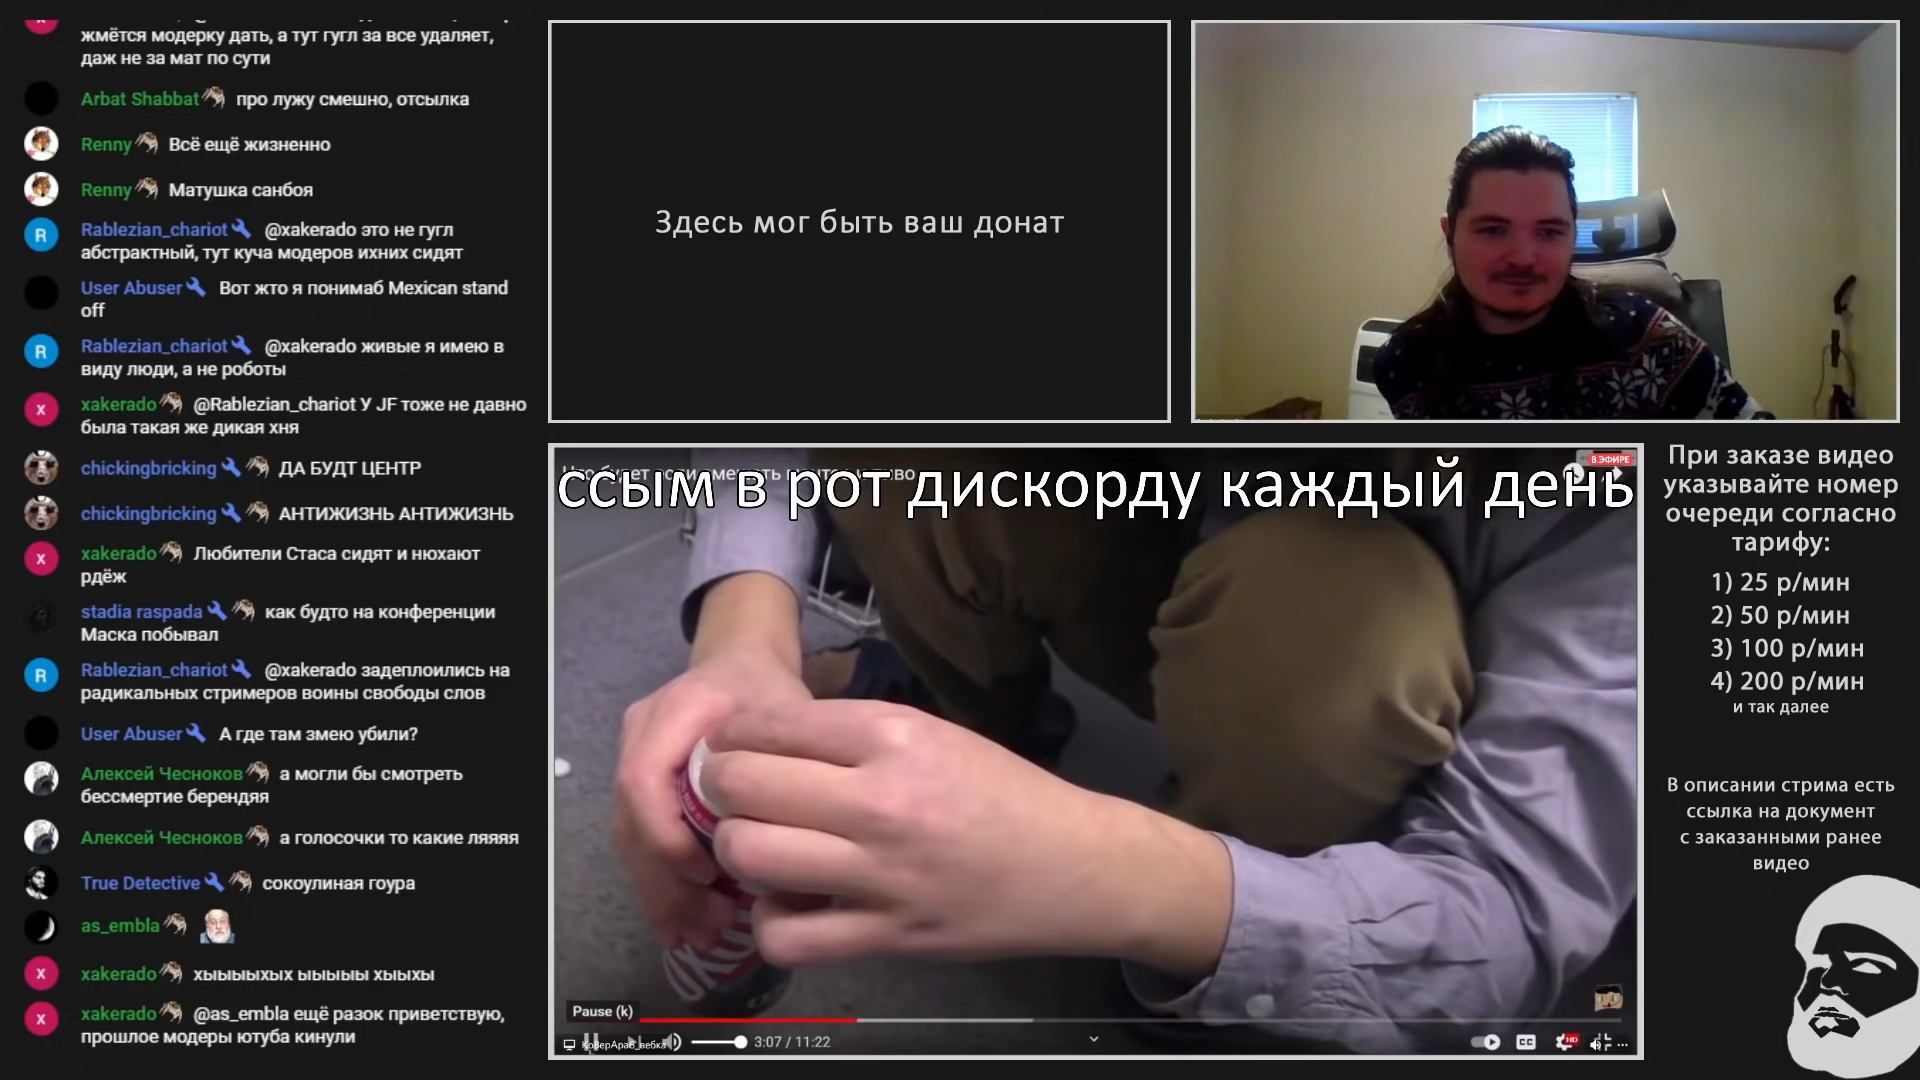 жмётся модерку дать, а тут гугл за все удаляет,
даж не за мат по сути
Arbat Shabbat про лужу смешно, отсылка
Renny Всё ещё жизненно
Renny Матушка санбоя
Rablezian_chariot @xakerado это не гугл
абстрактный, тут куча модеров ихних сидят
User Abuser Вот жто я понимаб Mexican stand
off
Rablezian_chariot @xakerado живые я имею в
виду люди, а не роботы
xakerado @Rablezian_chariot У JF тоже не давно
была такая же дикая хня
chickingbricking ДА БУДТ ЦЕНТР
chickingbricking АНТИЖИЗНЬ АНТИЖИЗНЬ
xakerado Любители Стаса сидят и нюхают
рдёж
stadia raspada как будто на конференции
Маска побывал
Rablezian_chariot @xakerado задеплоились на
радикальных стримеров воины свободы слов
User Abuser А где там змею убили?
Алексей Чесноков а могли бы смотреть
бессмертие берендяя
Алексей Чесноков а голосочки то какие ляяяя
True Detective сокоулиная гоура
as_embla
xakerado хыыыыхых ыыыыы хыыхы
xakerado @as_embla ещё разок приветствую,
прошлое модеры ютуба кинули
Здесь мог быть ваш донат
В ЭФИРЕ
ссым в рот дискорду каждый день
Pause (k)
КоверАраб_вебка
3:07 / 11:22
CC
HD
При заказе видео
указывайте номер
очереди согласно
тарифу:
1) 25 р/мин
2) 50 р/мин
3) 100 р/мин
4) 200 р/мин
и так далее
В описании стрима есть
ссылка на документ
с заказанными ранее
видео